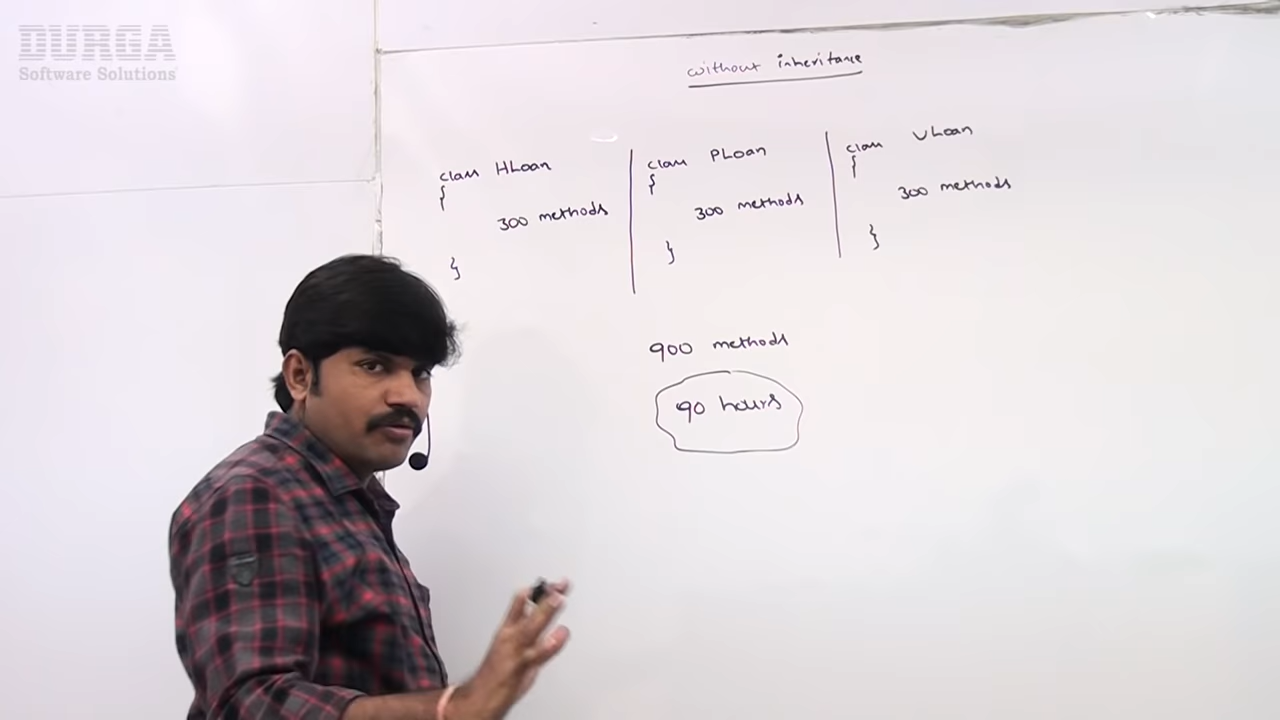 DURGA
Software Solutions
without inheritance
class HLoan
{
300 methods
}
class PLoan
{
300 methods
}
class VLoan
{
300 methods
}
900 methods
90 hours